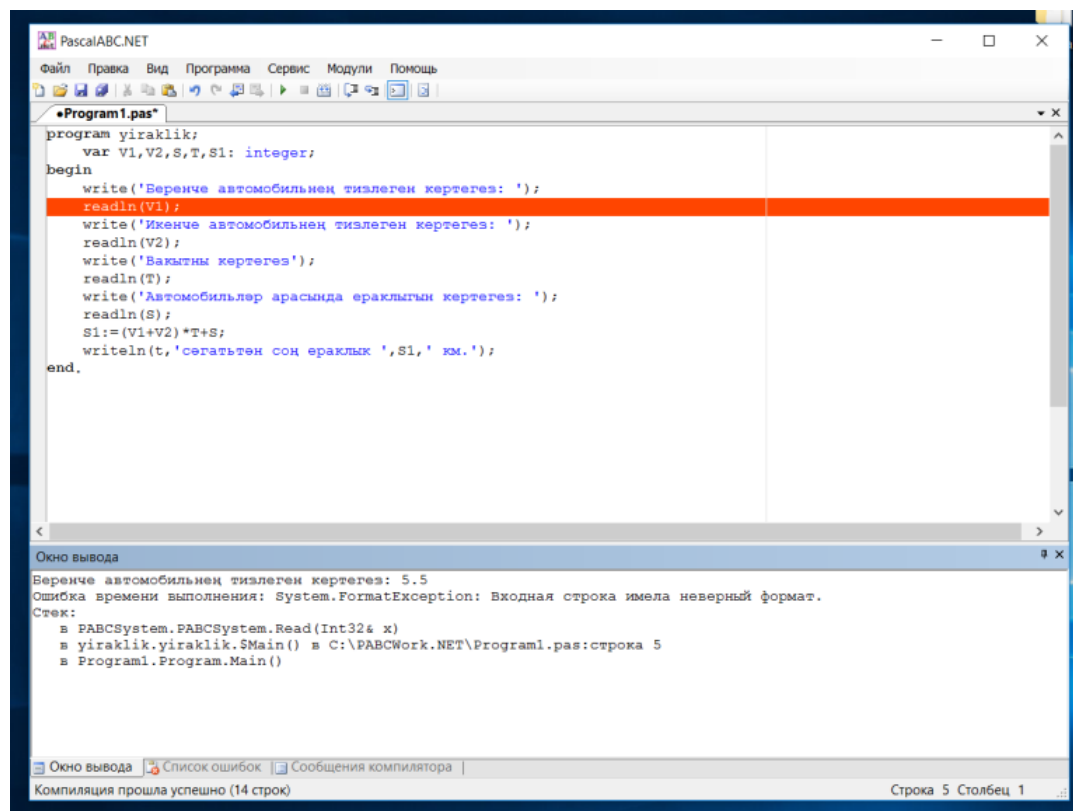 PascalABC.NET
Файл Правка Вид Программа Сервис Модули Помощь
•Program1.pas*
program yiraklik;
var V1,V2,S,T,S1: integer;
begin
write('Беренче автомобильнең тизлеген кертегез: ');
readln(V1);
write('Икенче автомобильнең тизлеген кертегез: ');
readln(V2);
write('Вакытны кертегез');
readln(T);
write('Автомобильләр арасында ераклыгын кертегез: ');
readln(S);
S1:=(V1+V2)*T+S;
writeln(t,'сәгатьтән соң ераклык ',S1,' км.');
end.
Окно вывода
Беренче автомобильнең тизлеген кертегез: 5.5
Ошибка времени выполнения: System.FormatException: Входная строка имела неверный формат.
Стек:
в PABCSystem.PABCSystem.Read(Int32& x)
в yiraklik.yiraklik.$Main() в C:\PABCWork.NET\Program1.pas:строка 5
в Program1.Program.Main()
Окно вывода Список ошибок Сообщения компилятора
Компиляция прошла успешно (14 строк) Строка 5 Столбец 1